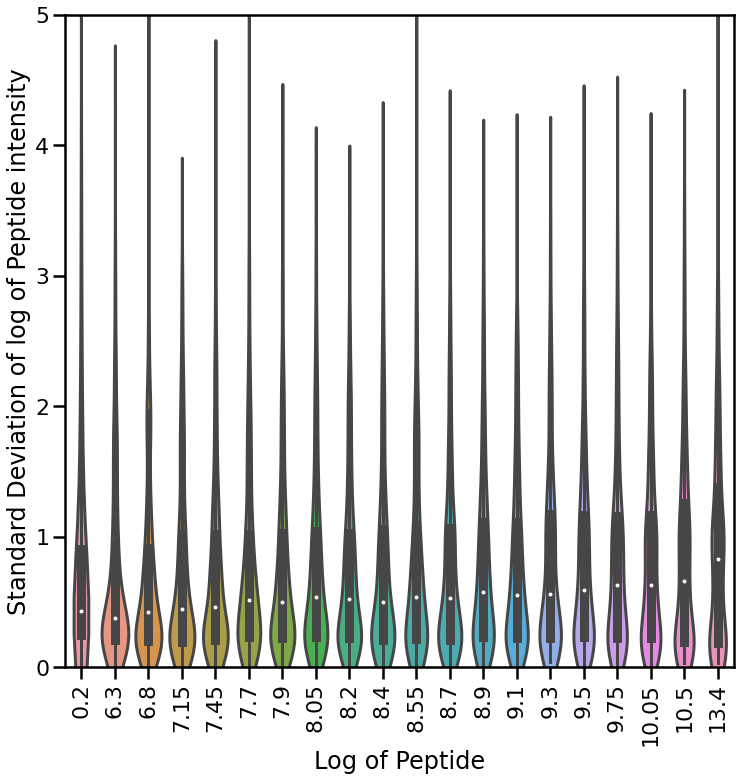 Standard Deviation of log of Peptide intensity
5
4
3
2
1
0
0.2 6.3 6.8 7.15 7.45 7.7 7.9 8.05 8.2 8.4 8.55 8.7 8.9 9.1 9.3 9.5 9.75 10.05 10.5 13.4
Log of Peptide